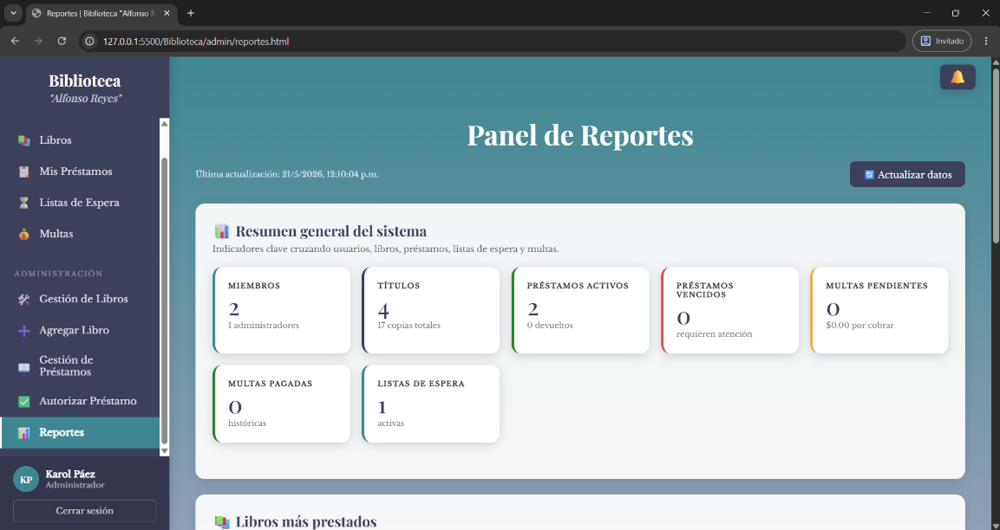 Reportes | Biblioteca "Alfonso R
127.0.0.1:5500/Biblioteca/admin/reportes.html
Invitado
Biblioteca
"Alfonso Reyes"
Libros
Mis Préstamos
Listas de Espera
Multas
ADMINISTRACIÓN
Gestión de Libros
Agregar Libro
Gestión de
Préstamos
Autorizar Préstamo
Reportes
KP
Karol Páez
Administrador
Cerrar sesión
Panel de Reportes
Última actualización: 21/5/2026, 12:10:04 p.m.
Actualizar datos
Resumen general del sistema
Indicadores clave cruzando usuarios, libros, préstamos, listas de espera y multas.
MIEMBROS
2
1 administradores
TÍTULOS
4
17 copias totales
PRÉSTAMOS ACTIVOS
2
0 devueltos
PRÉSTAMOS
VENCIDOS
0
requieren atención
MULTAS PENDIENTES
0
$0.00 por cobrar
MULTAS PAGADAS
0
históricas
LISTAS DE ESPERA
1
activas
Libros más prestados